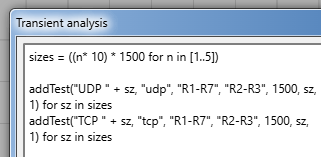 Transient analysis
sizes = ((n* 10) * 1500 for n in [1..5])
addTest("UDP " + sz, "udp", "R1-R7", "R2-R3", 1500, sz,
1) for sz in sizes
addTest("TCP " + sz, "tcp", "R1-R7", "R2-R3", 1500, sz,
1) for sz in sizes